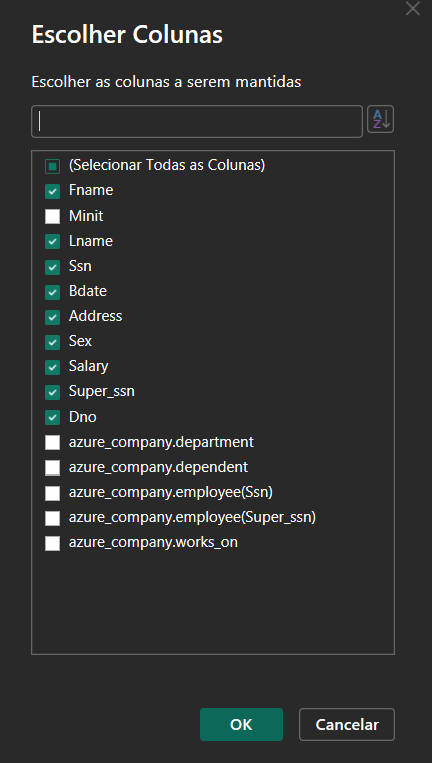 Escolher Colunas
Escolher as colunas a serem mantidas
A
Z
(Selecionar Todas as Colunas)
Fname
Minit
Lname
Ssn
Bdate
Address
Sex
Salary
Super_ssn
Dno
azure_company.department
azure_company.dependent
azure_company.employee(Ssn)
azure_company.employee(Super_ssn)
azure_company.works_on
OK Cancelar